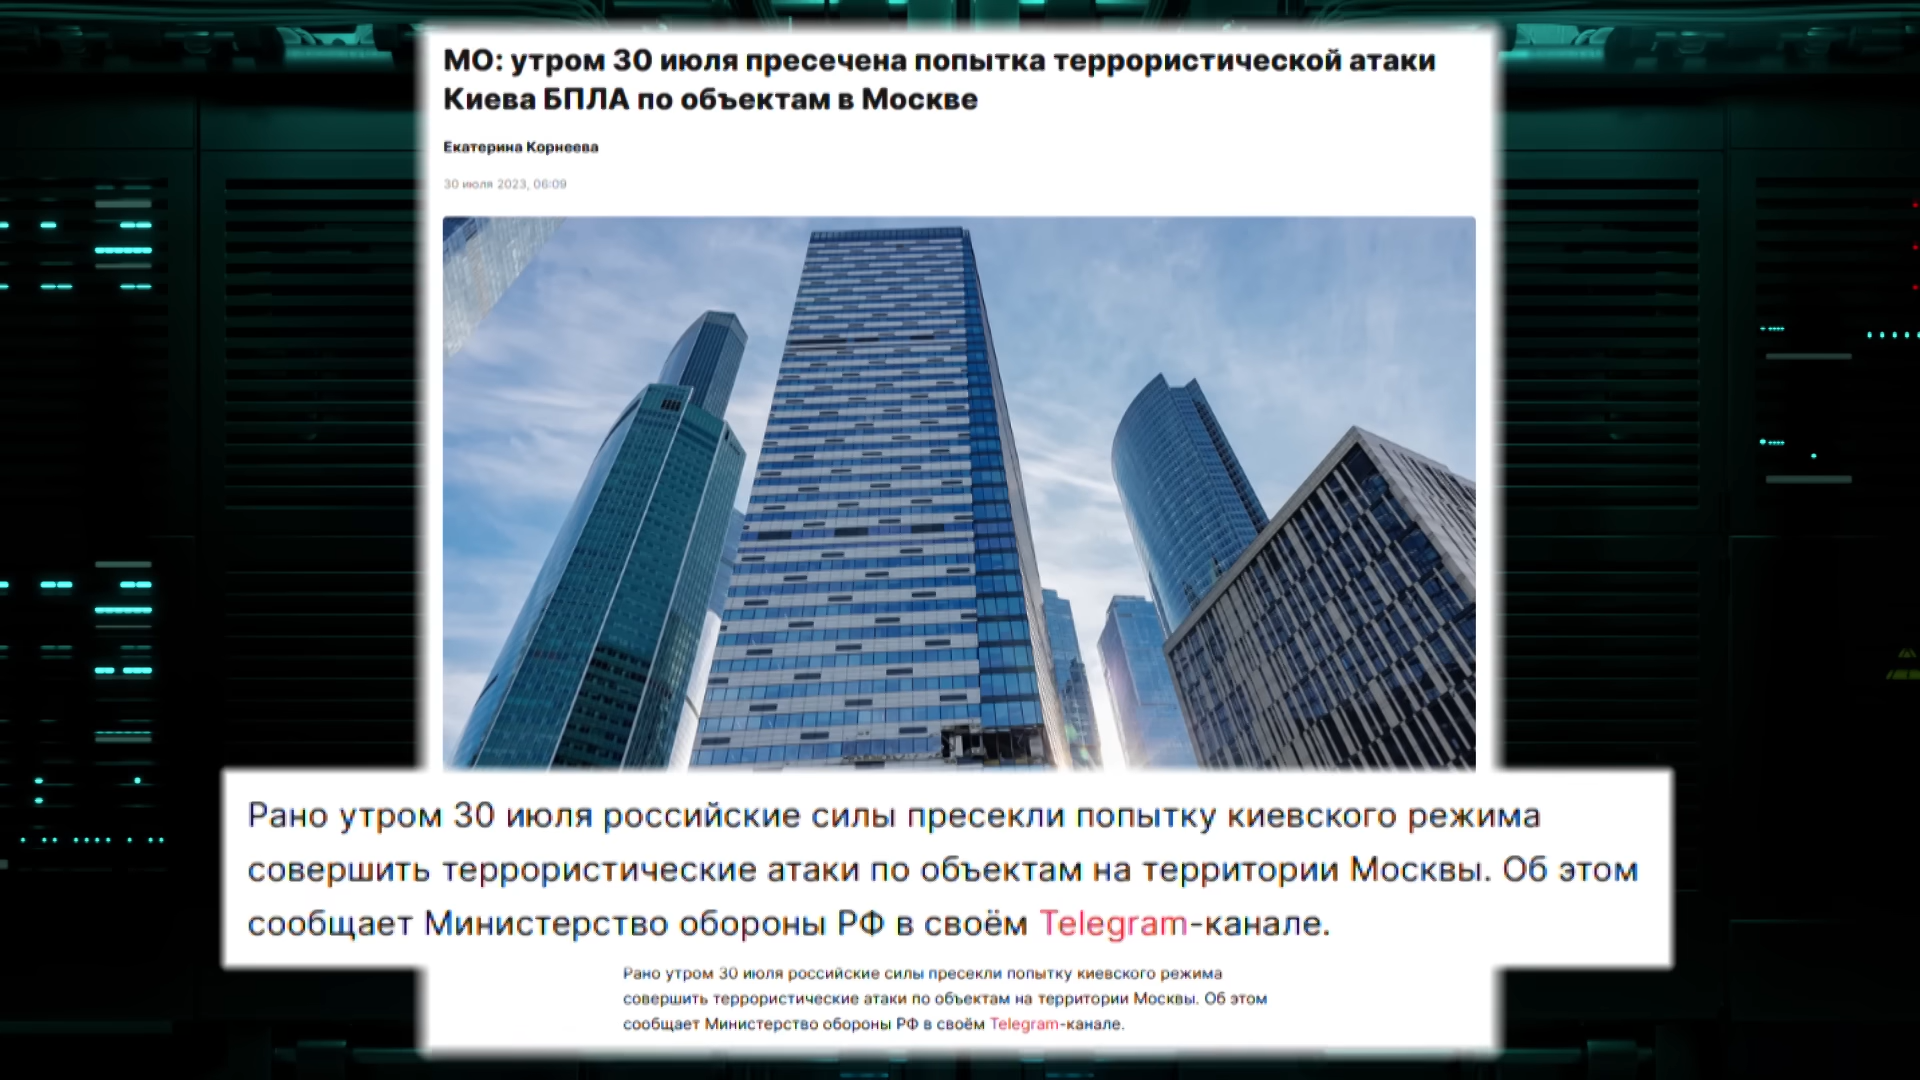 МО: утром 30 июля пресечена попытка террористической атаки
Киева БПЛА по объектам в Москве
Екатерина Корнеева
30 июля 2023, 06:09
Рано утром 30 июля российские силы пресекли попытку киевского режима
совершить террористические атаки по объектам на территории Москвы. Об этом
сообщает Министерство обороны РФ в своём Telegram-канале.
Рано утром 30 июля российские силы пресекли попытку киевского режима
совершить террористические атаки по объектам на территории Москвы. Об этом
сообщает Министерство обороны РФ в своём Telegram-канале.